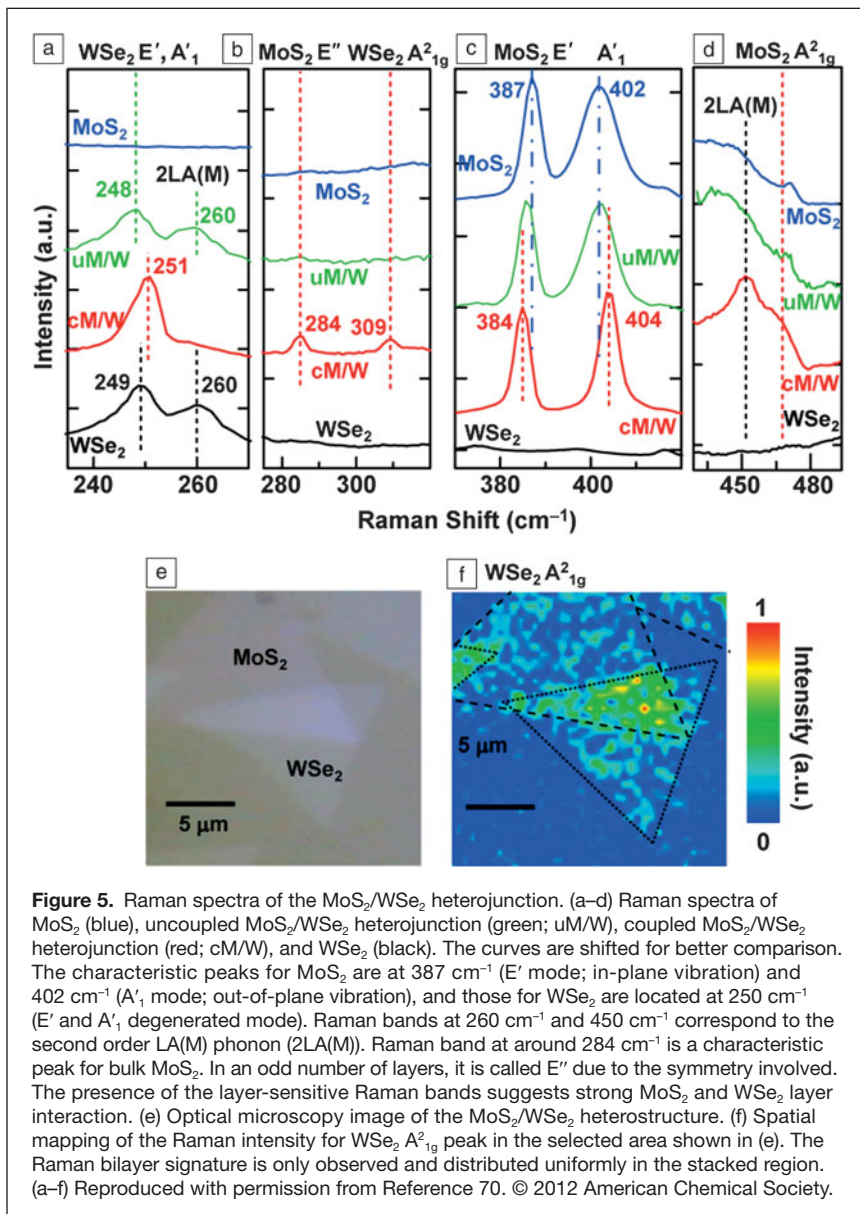 a
WSe₂ E′, A′₁
b
MoS₂ E″ WSe₂ A²₁g
c
MoS₂ E′ A′₁
d
MoS₂ A²₁g
Intensity (a.u.)
MoS₂
2LA(M)
248
260
uM/W
251
cM/W
249
260
WSe₂
240
260
MoS₂
uM/W
284
309
cM/W
WSe₂
280
300
387
402
MoS₂
uM/W
384
404
WSe₂
cM/W
380
400
2LA(M)
MoS₂
uM/W
cM/W
WSe₂
450
480
Raman Shift (cm⁻¹)
e
MoS₂
WSe₂
5 μm
f
WSe₂ A²₁g
5 μm
1
0
Intensity (a.u.)
Figure 5. Raman spectra of the MoS₂/WSe₂ heterojunction. (a–d) Raman spectra of
MoS₂ (blue), uncoupled MoS₂/WSe₂ heterojunction (green; uM/W), coupled MoS₂/WSe₂
heterojunction (red; cM/W), and WSe₂ (black). The curves are shifted for better comparison.
The characteristic peaks for MoS₂ are at 387 cm⁻¹ (E′ mode; in-plane vibration) and
402 cm⁻¹ (A′₁ mode; out-of-plane vibration), and those for WSe₂ are located at 250 cm⁻¹
(E′ and A′₁ degenerated mode). Raman bands at 260 cm⁻¹ and 450 cm⁻¹ correspond to the
second order LA(M) phonon (2LA(M)). Raman band at around 284 cm⁻¹ is a characteristic
peak for bulk MoS₂. In an odd number of layers, it is called E″ due to the symmetry involved.
The presence of the layer-sensitive Raman bands suggests strong MoS₂ and WSe₂ layer
interaction. (e) Optical microscopy image of the MoS₂/WSe₂ heterostructure. (f) Spatial
mapping of the Raman intensity for WSe₂ A²₁g peak in the selected area shown in (e). The
Raman bilayer signature is only observed and distributed uniformly in the stacked region.
(a–f) Reproduced with permission from Reference 70. © 2012 American Chemical Society.